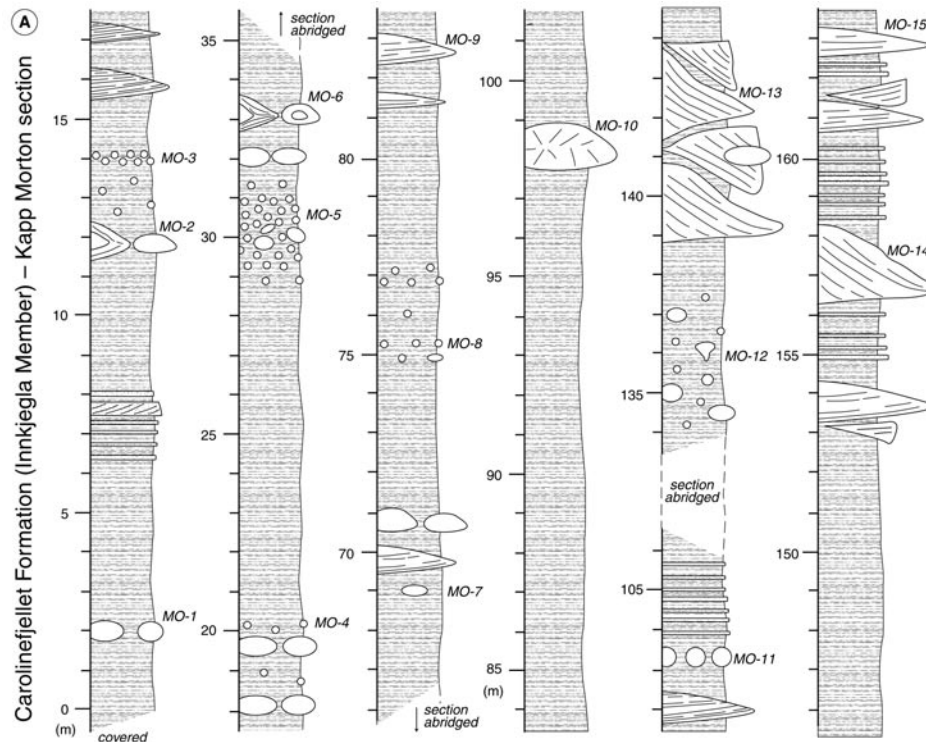 A
Carolinefjellet Formation (Innkjegla Member) – Kapp Morton section
15
10
5
0
(m)
covered
MO-3
MO-2
MO-1
section
abridged
35
30
25
20
MO-6
MO-5
MO-4
80
75
70
MO-9
MO-8
MO-7
section
abridged
100
95
90
85
(m)
MO-10
140
135
105
MO-13
MO-12
section
abridged
MO-11
160
155
150
MO-15
MO-14